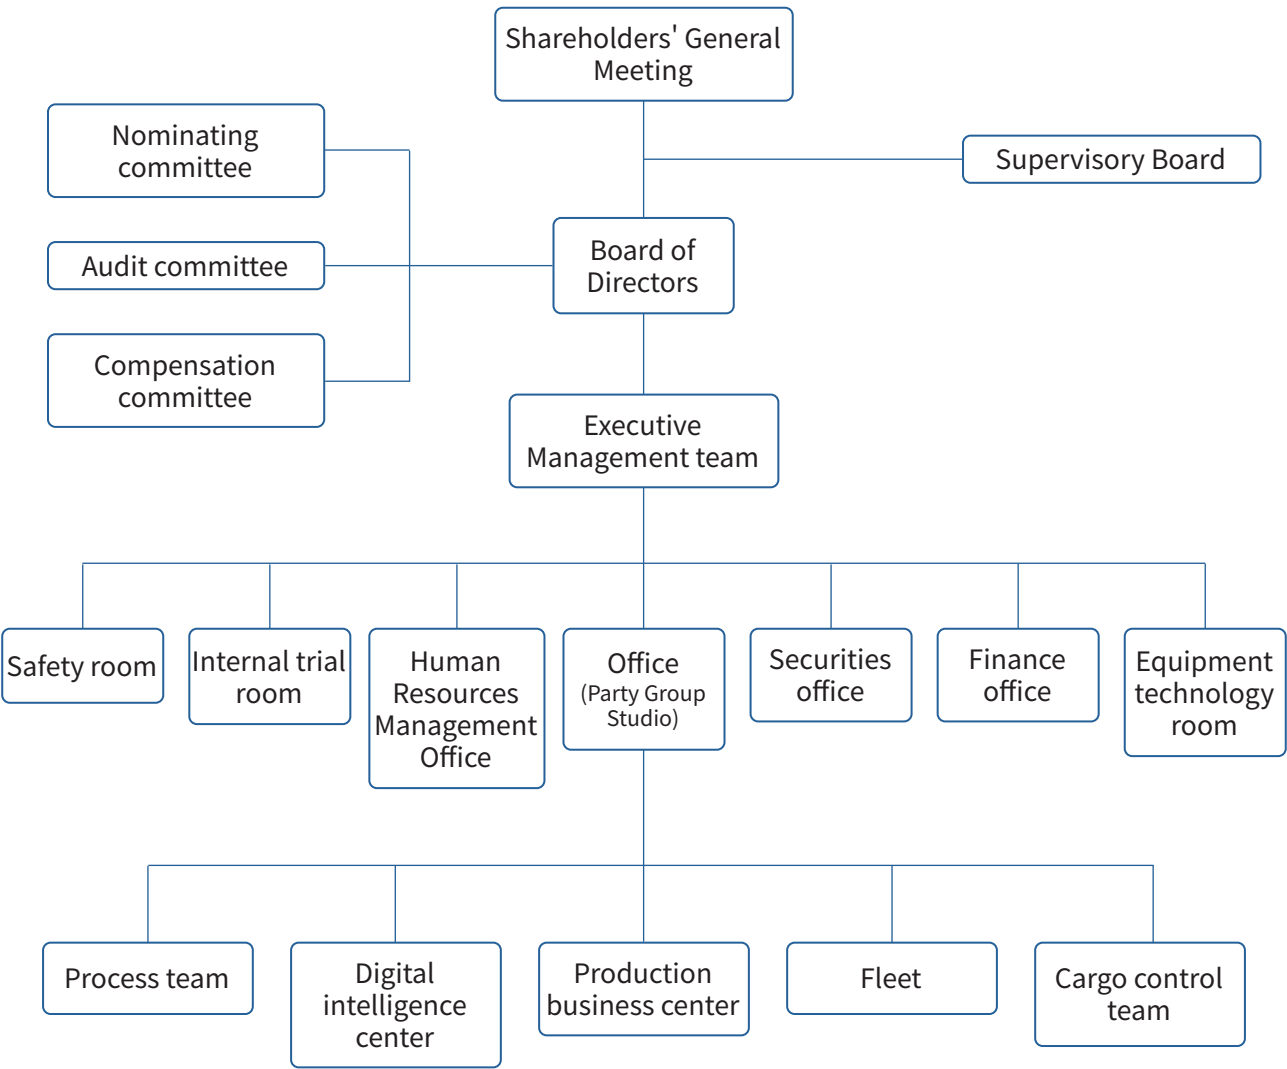 Shareholders' General
Meeting
Nominating
committee
Supervisory Board
Audit committee
Board of
Directors
Compensation
committee
Executive
Management team
Safety room
Internal trial
room
Human
Resources
Management
Office
Office
(Party Group
Studio)
Securities
office
Finance
office
Equipment
technology
room
Process team
Digital
intelligence
center
Production
business center
Fleet
Cargo control
team